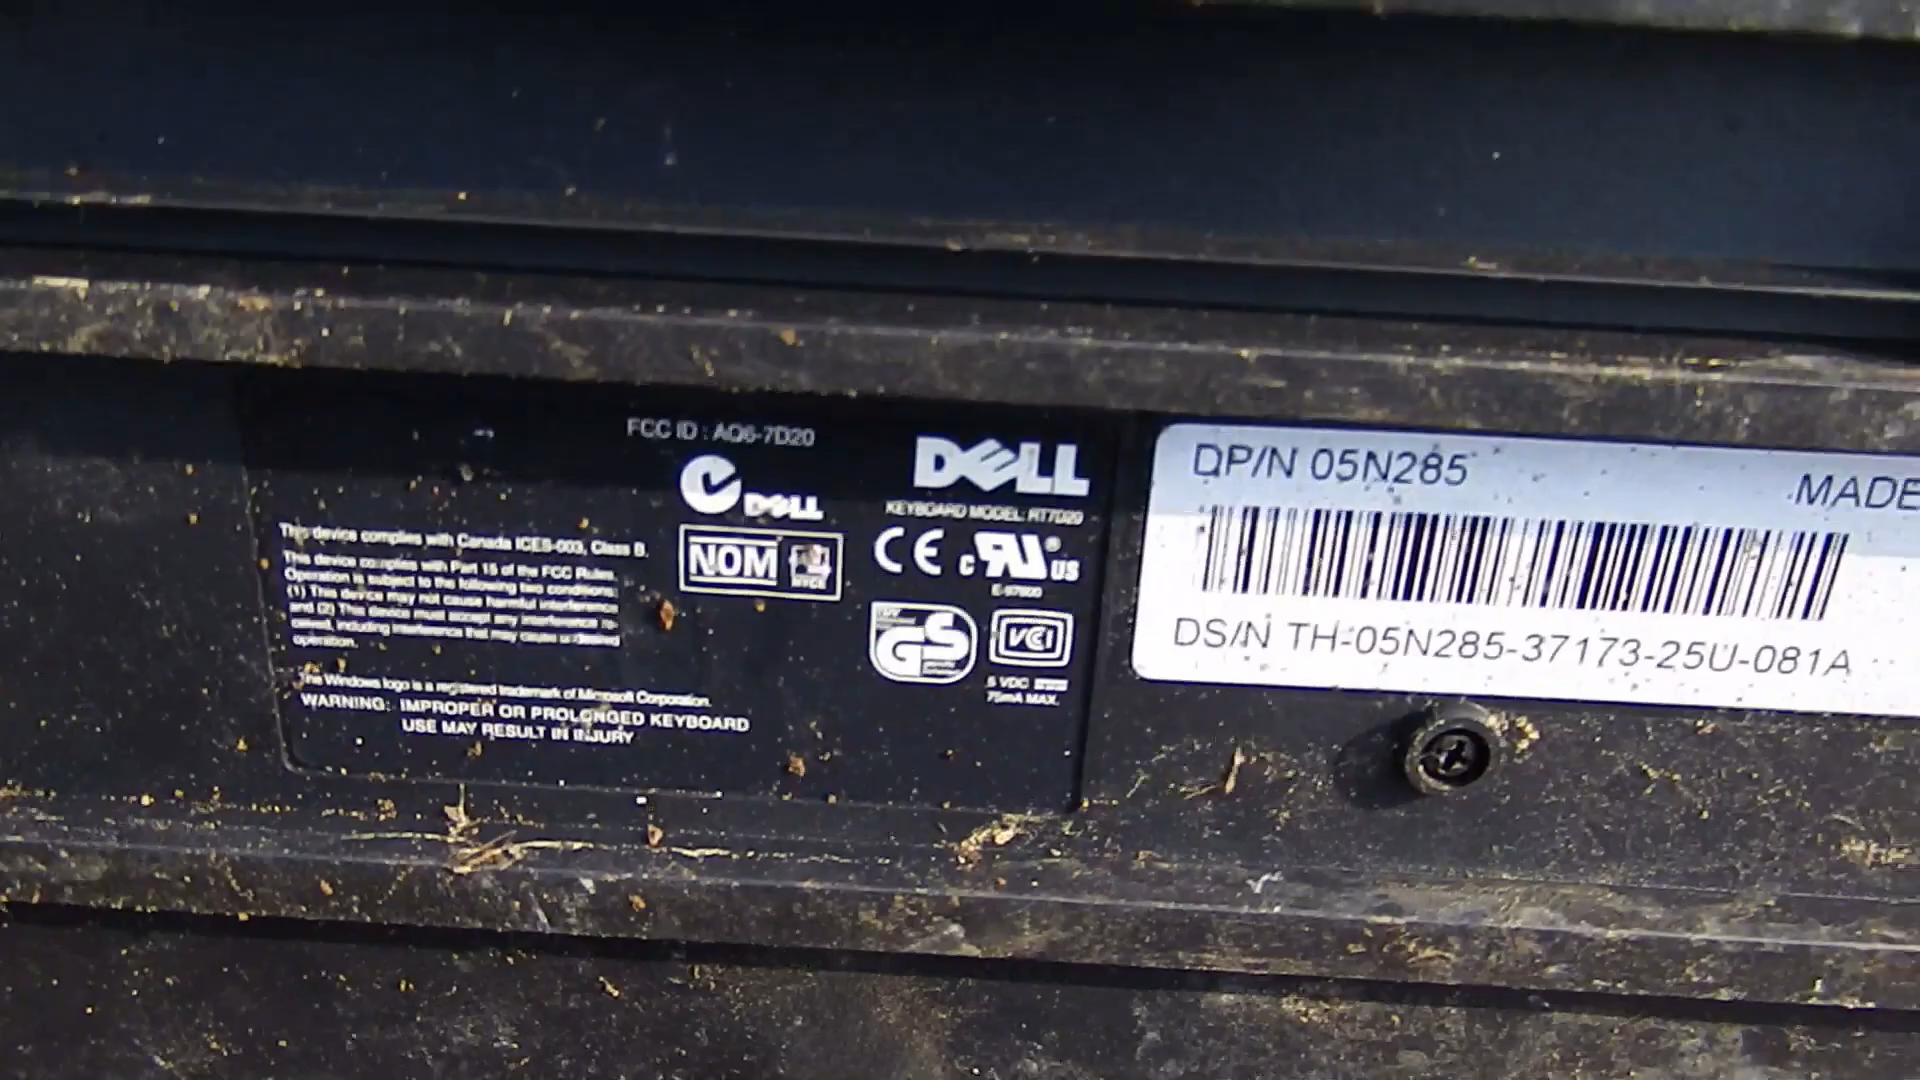 FCC ID : AQ6-7D20
DELL
DELL
KEYBOARD MODEL: RT7D20
This device complies with Canada ICES-003, Class B.
This device complies with Part 15 of the FCC Rules.
Operation is subject to the following two conditions:
(1) This device may not cause harmful interference
and (2) This device must accept any interference re-
ceived, including interference that may cause undesired
operation.
NOM
NYCE
CE
c UR® US
GS
VCI
5 VDC
75mA MAX.
The Windows logo is a registered trademark of Microsoft Corporation.
WARNING: IMPROPER OR PROLONGED KEYBOARD
USE MAY RESULT IN INJURY
DP/N 05N285
MADE
DS/N TH-05N285-37173-25U-081A